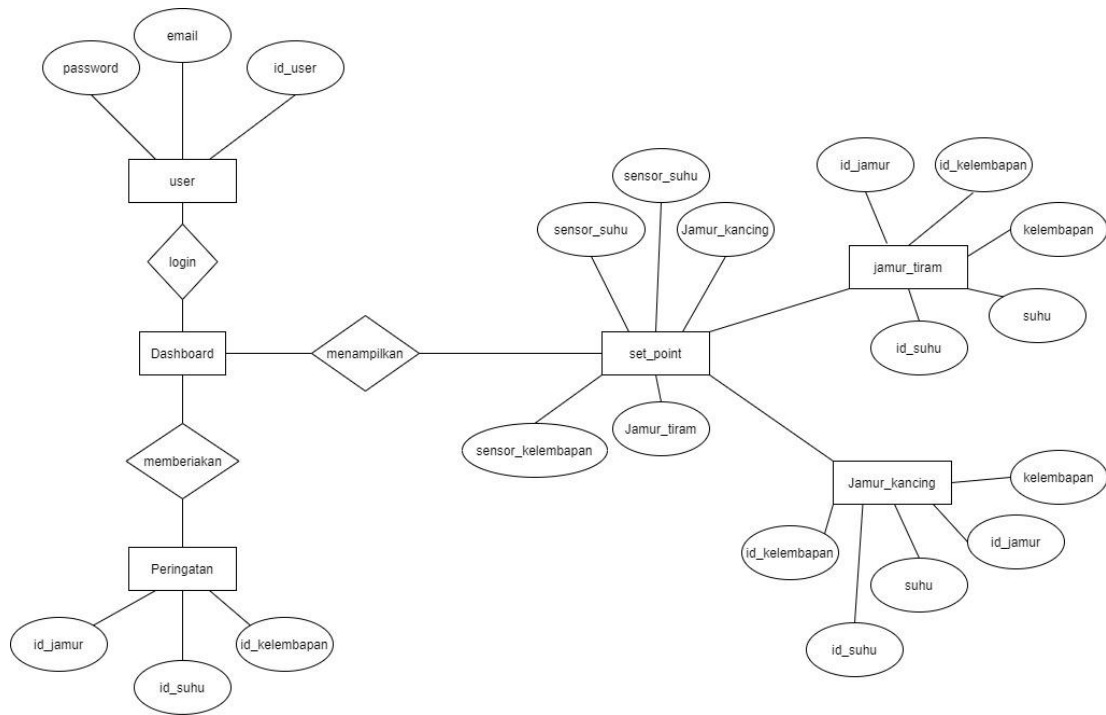 email
password
id_user
user
login
Dashboard
menampilkan
memberiakan
Peringatan
id_jamur
id_kelembapan
id_suhu
sensor_suhu
sensor_suhu
Jamur_kancing
set_point
Jamur_tiram
sensor_kelembapan
id_jamur
id_kelembapan
kelembapan
jamur_tiram
suhu
id_suhu
Jamur_kancing
kelembapan
id_jamur
id_kelembapan
suhu
id_suhu